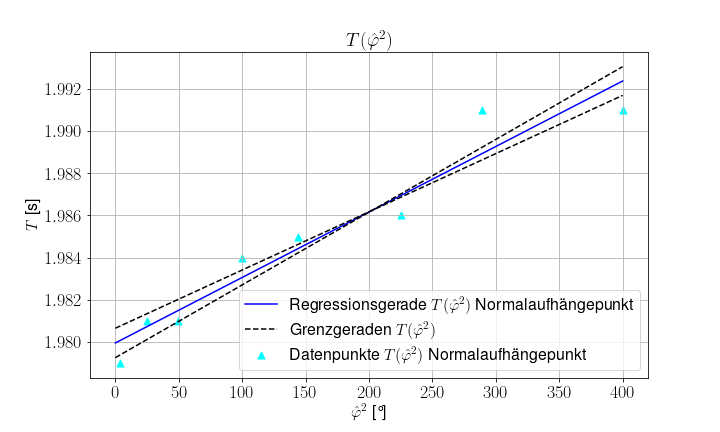 T(φ̂²)
1.992
1.990
1.988
1.986
1.984
1.982
1.980
T [s]
Regressionsgerade T(φ̂²) Normalaufhängepunkt
Grenzgeraden T(φ̂²)
Datenpunkte T(φ̂²) Normalaufhängepunkt
0 50 100 150 200 250 300 350 400
φ̂² [°]